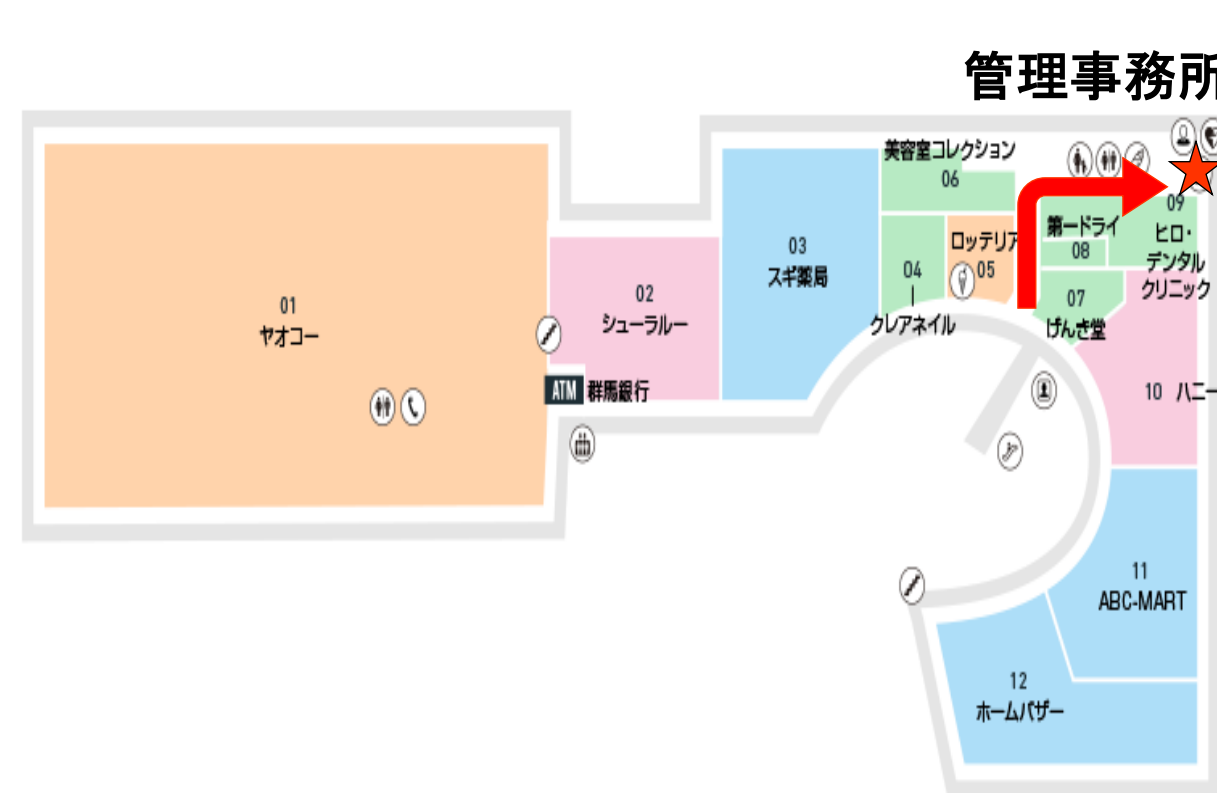 管理事務所
美容室コレクション
06
09
ヒロ・
デンタル
クリニック
第一ドライ
08
ロッテリア
05
04
クレアネイル
03
スギ薬局
07
げんき堂
02
シューラルー
01
ヤオコー
ATM 群馬銀行
10 ハニー
11
ABC-MART
12
ホームバザー